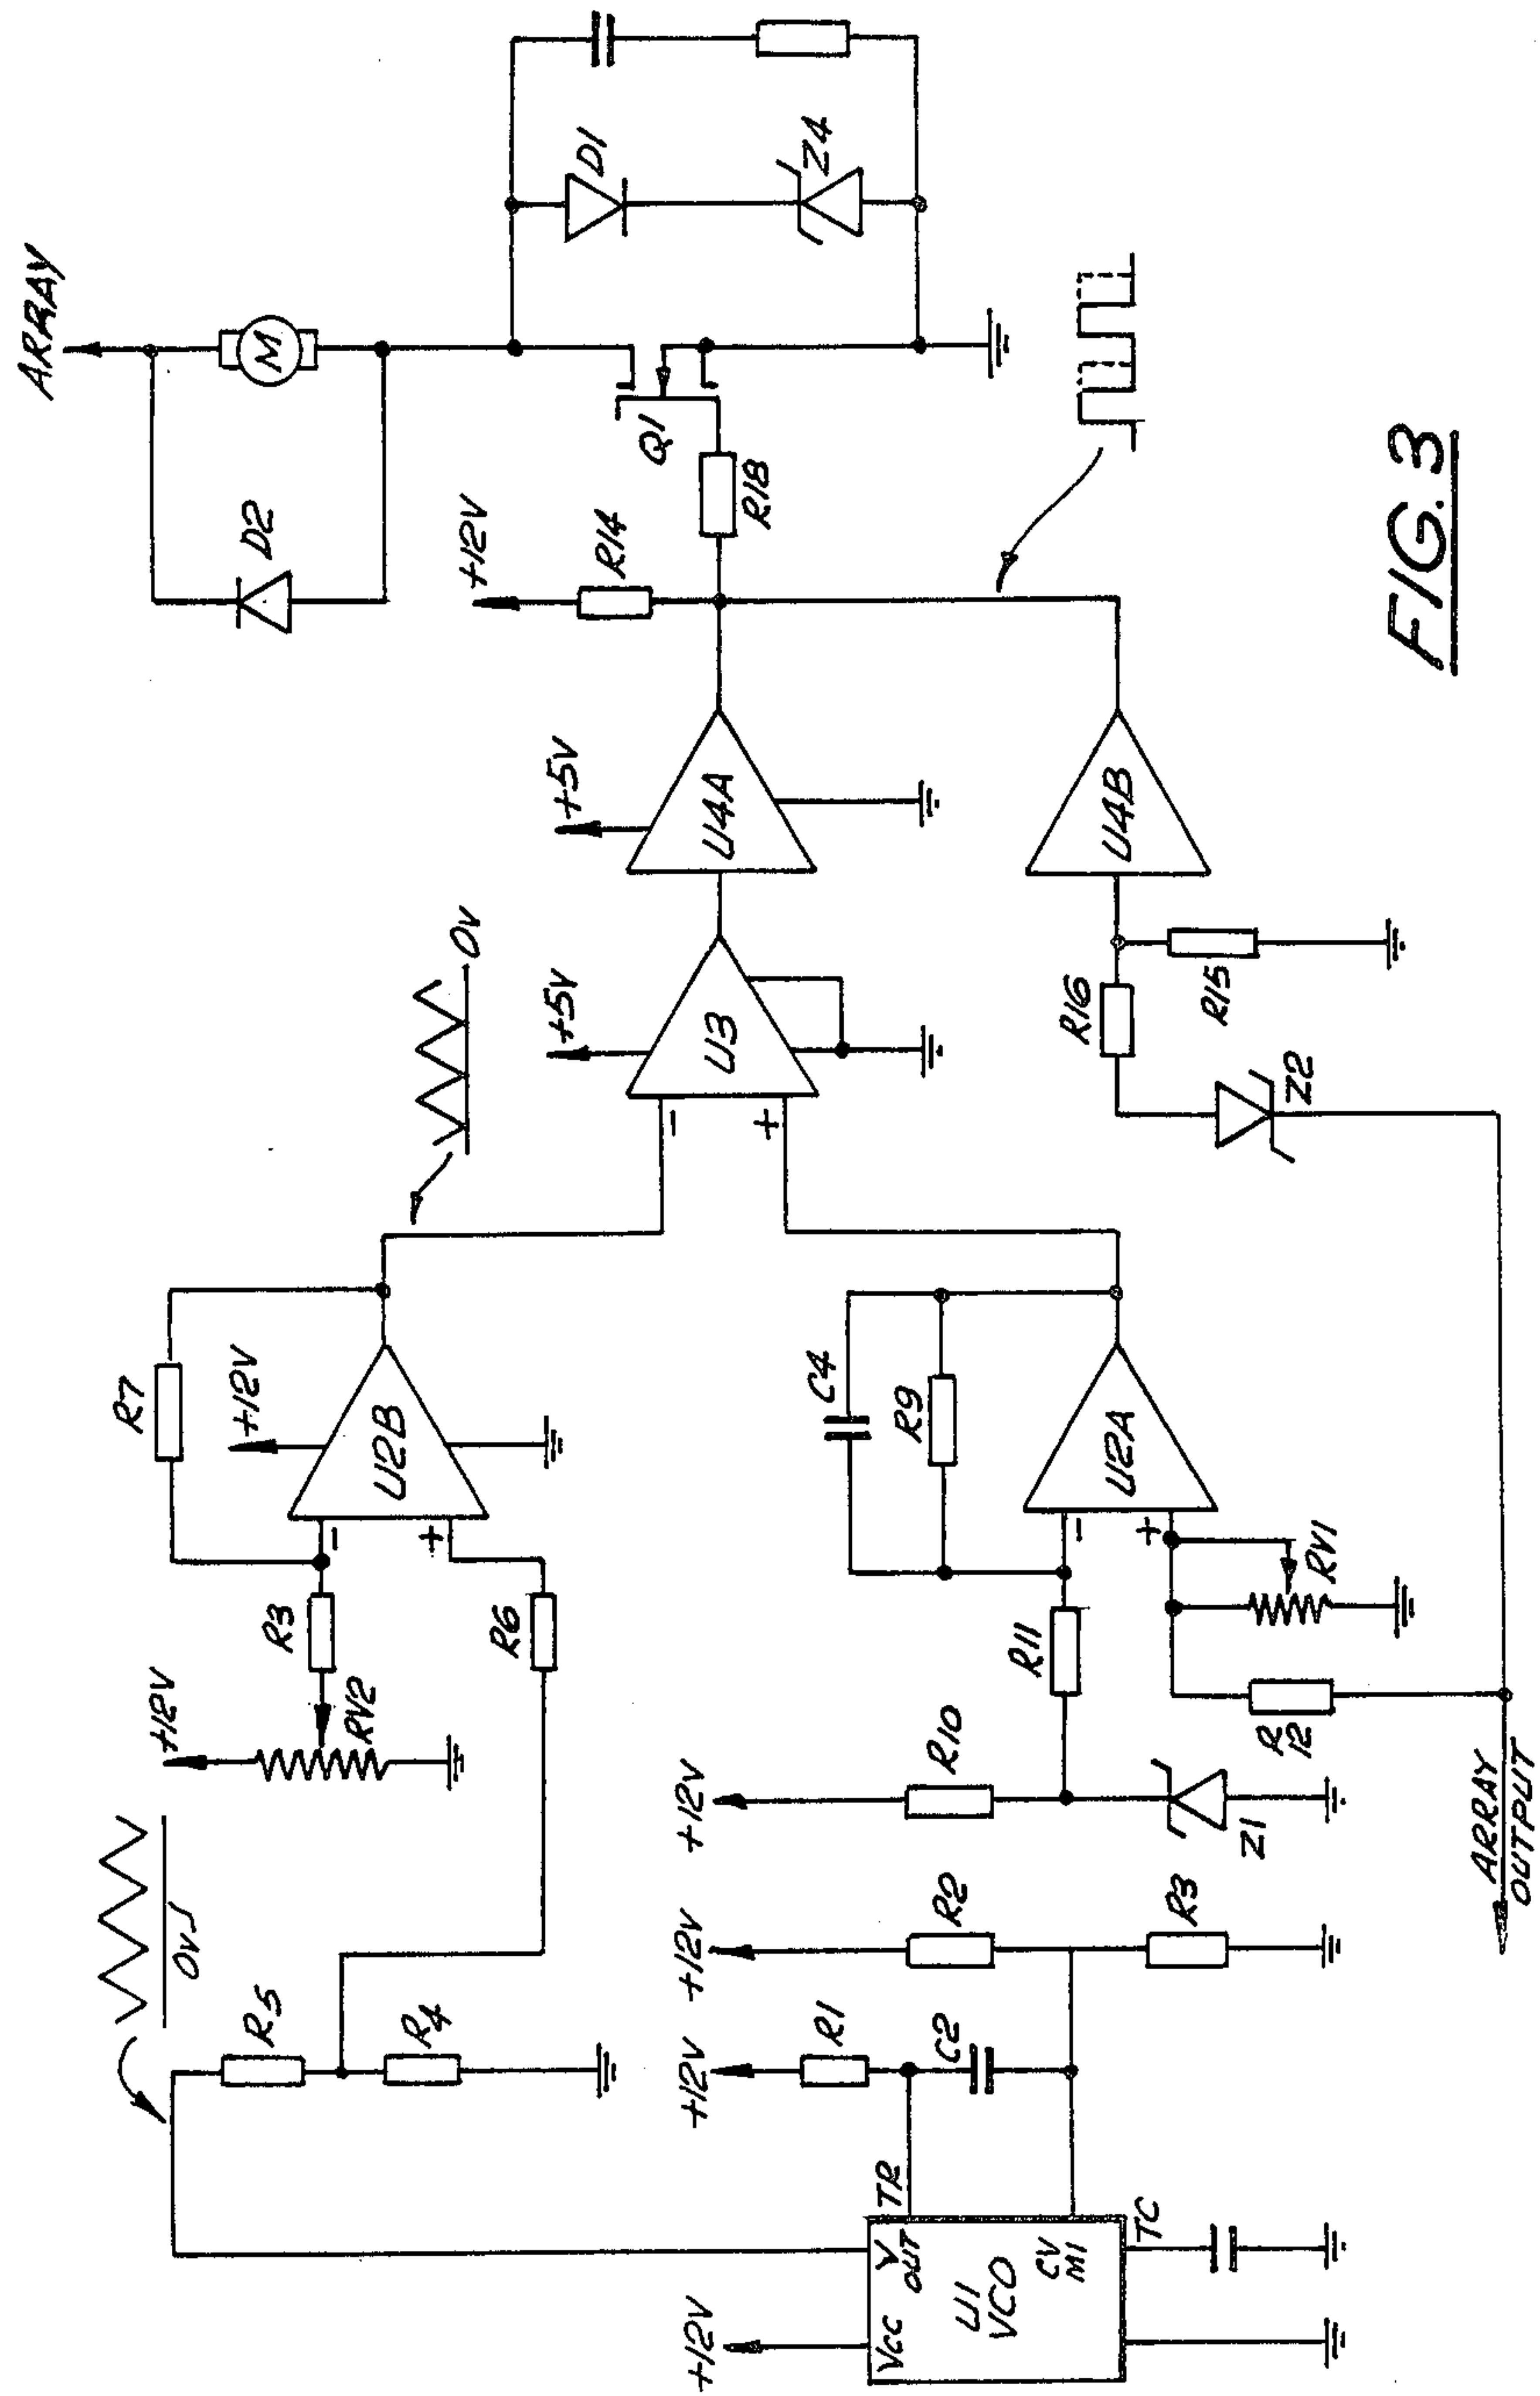 ARRAY
M
D2
D1
Z4
Q1
R18
+12V
R14
+5V
U4A
U4B
0V
+5V
U3
-
+
R16
R15
Z2
R7
+12V
U2B
-
+
R3
RV2
+12V
R6
C4
R9
U2A
-
+
R11
RV1
R10
+12V
R
12
Z1
ARRAY
OUTPUT
0V
R5
R4
+12V
R2
R3
+12V
R1
C2
TR
TC
V
OUT
CV
MI
VCC
U1
VCO
+12V
FIG. 3